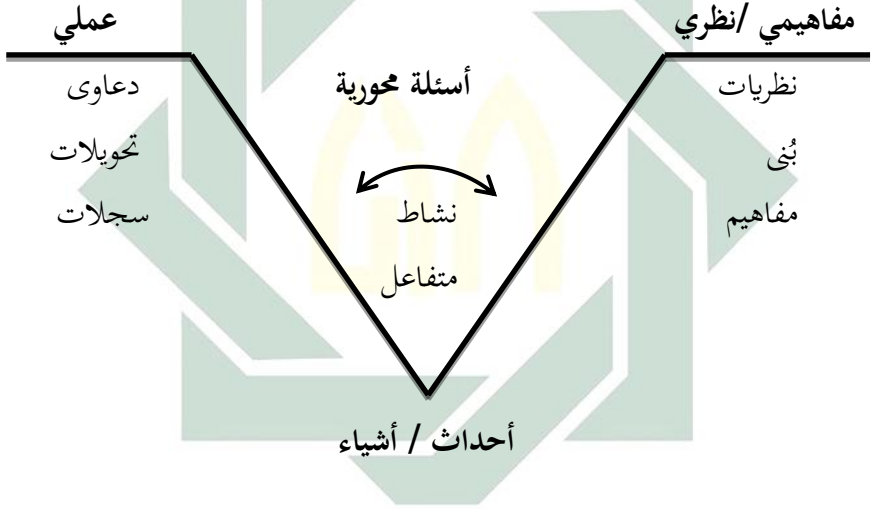 مفاهيمي /نظري
عملي
نظريات
أسئلة محورية
دعاوى
بُنى
تحويلات
مفاهيم
نشاط
سجلات
متفاعل
أحداث / أشياء